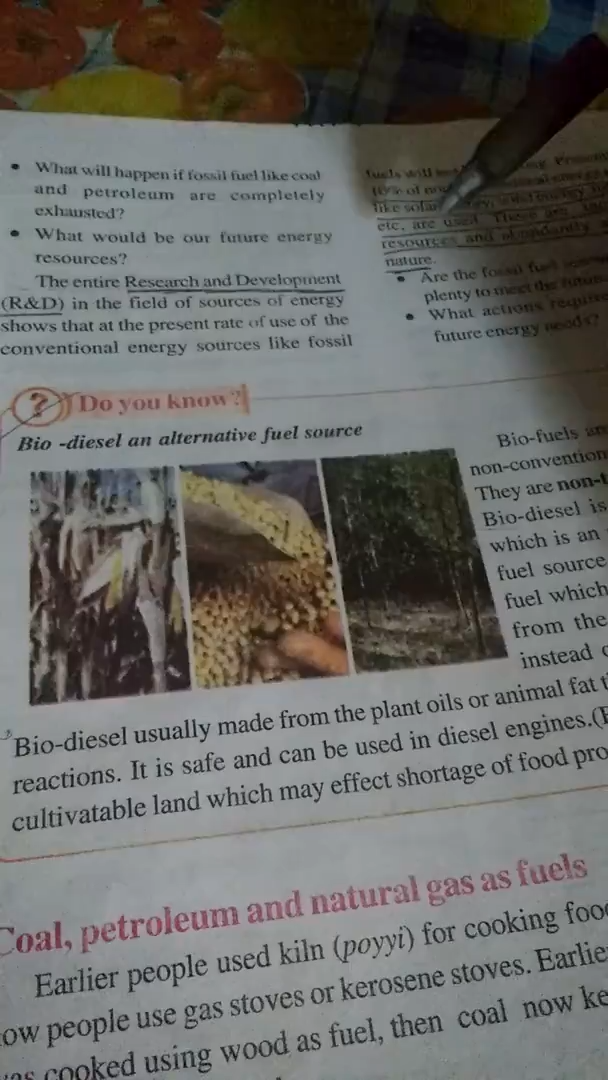 • What will happen if fossil fuel like coal
and petroleum are completely
exhausted?
• What would be our future energy
resources?
The entire Research and Development
(R&D) in the field of sources of energy
shows that at the present rate of use of the
conventional energy sources like fossil
fuels will
10% of
like solar
etc, are used. These are
resources and abundantly
nature.
• Are the fossil fuel
plenty to meet the future
• What actions
future energy needs?
? Do you know?
Bio -diesel an alternative fuel source
Bio-fuels
non-convention
They are non-t
Bio-diesel is
which is an
fuel source
fuel which
from the
instead
Bio-diesel usually made from the plant oils or animal fat t
reactions. It is safe and can be used in diesel engines.(
cultivatable land which may effect shortage of food pro
Coal, petroleum and natural gas as fuels
Earlier people used kiln (poyyi) for cooking foo
ow people use gas stoves or kerosene stoves. Earlie
cooked using wood as fuel, then coal now ke